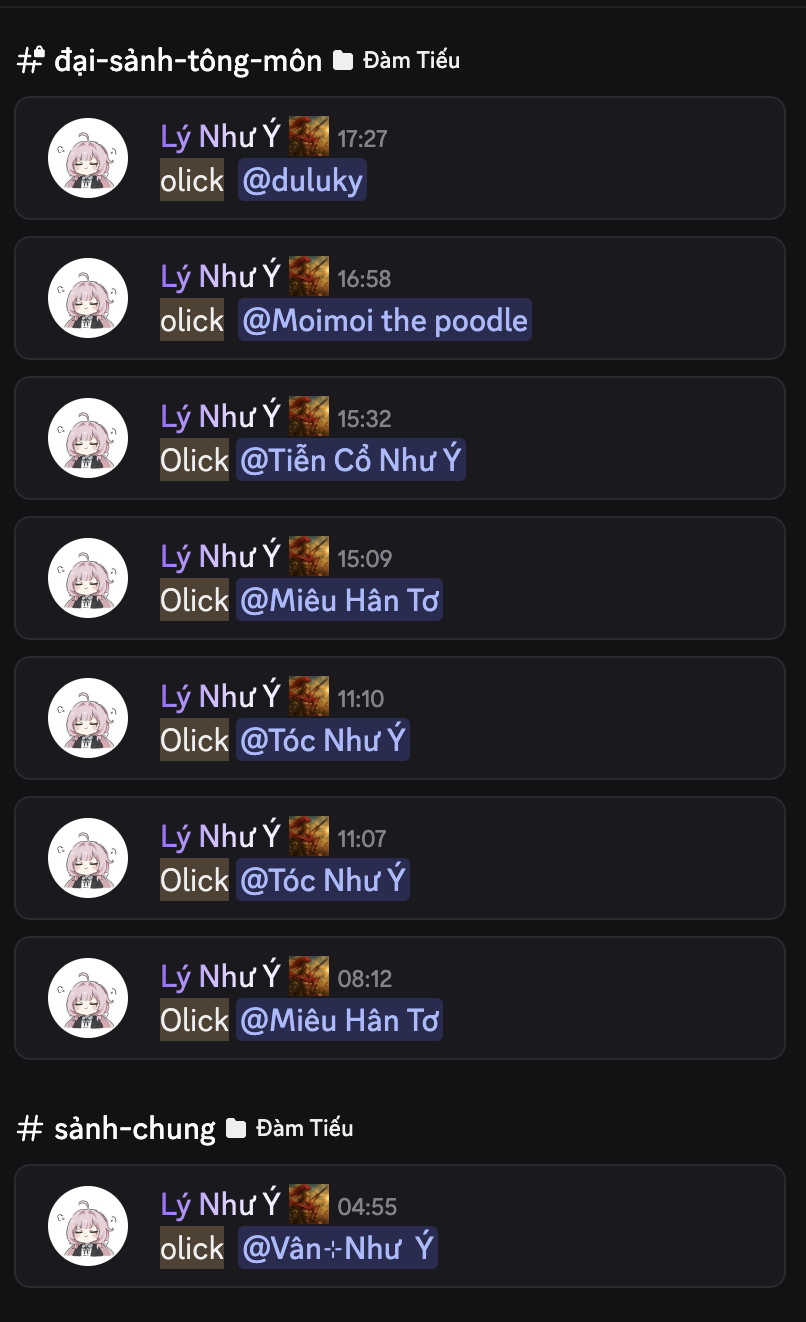 # đại-sảnh-tông-môn Đàm Tiếu
Lý Như Ý 17:27
olick @duluky
Lý Như Ý 16:58
olick @Moimoi the poodle
Lý Như Ý 15:32
Olick @Tiễn Cổ Như Ý
Lý Như Ý 15:09
Olick @Miêu Hân Tơ
Lý Như Ý 11:10
Olick @Tóc Như Ý
Lý Như Ý 11:07
Olick @Tóc Như Ý
Lý Như Ý 08:12
Olick @Miêu Hân Tơ
# sảnh-chung Đàm Tiếu
Lý Như Ý 04:55
olick @Vân⊹Như Ý